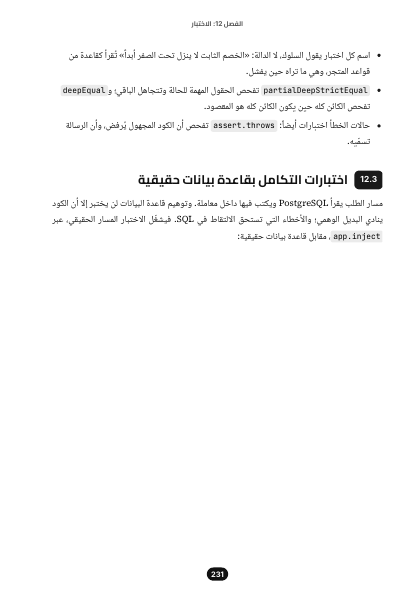 الفصل 12: الاختبار
• اسم كل اختبار يقول السلوك، لا الدالة: «الخصم الثابت لا ينزل تحت الصفر أبداً» تُقرأ كقاعدة من
قواعد المتجر، وهي ما تراه حين يفشل.
• partialDeepStrictEqual تفحص الحقول المهمة للحالة وتتجاهل الباقي؛ و deepEqual
تفحص الكائن كله حين يكون الكائن كله هو المقصود.
• حالات الخطأ اختبارات أيضاً: assert.throws تفحص أن الكود المجهول يُرفض، وأن الرسالة
تسمّيه.
12.3 اختبارات التكامل بقاعدة بيانات حقيقية
مسار الطلب يقرأ PostgreSQL ويكتب فيها داخل معاملة. وتوهيم قاعدة البيانات لن يختبر إلا أن الكود
ينادي البديل الوهمي؛ والأخطاء التي تستحق الالتقاط في SQL. فيشغّل الاختبار المسار الحقيقي، عبر
app.inject، مقابل قاعدة بيانات حقيقية:
231